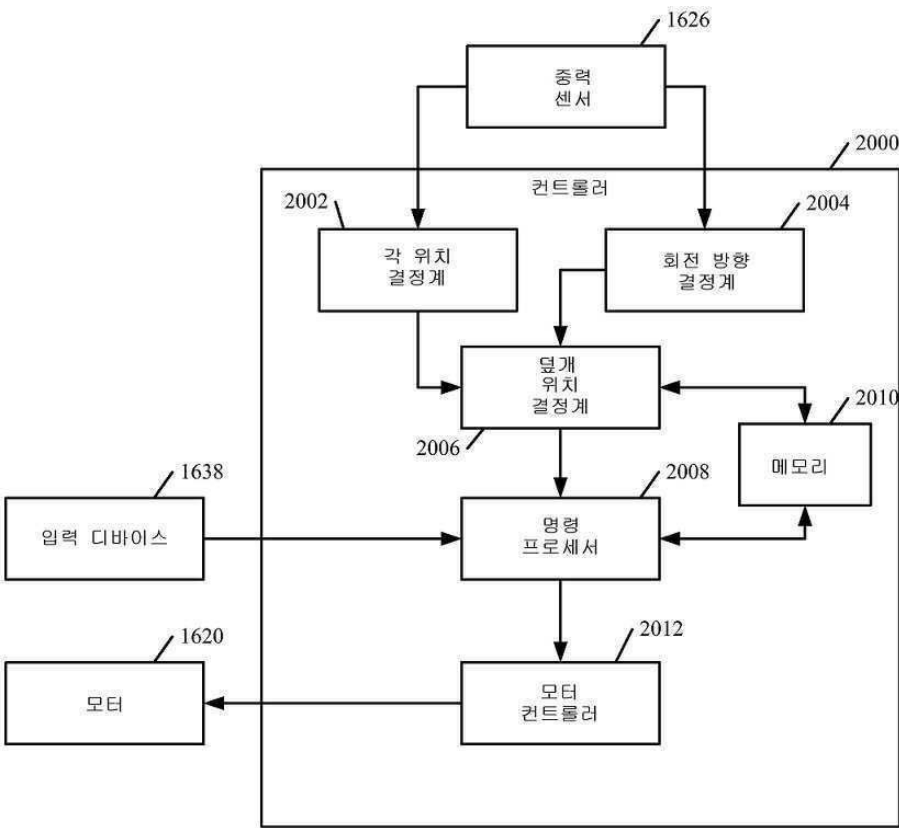 1626
중력
센서
2000
컨트롤러
2002
각 위치
결정계
2004
회전 방향
결정계
덮개
위치
결정계
2006
2010
메모리
1638
입력 디바이스
2008
명령
프로세서
1620
모터
2012
모터
컨트롤러